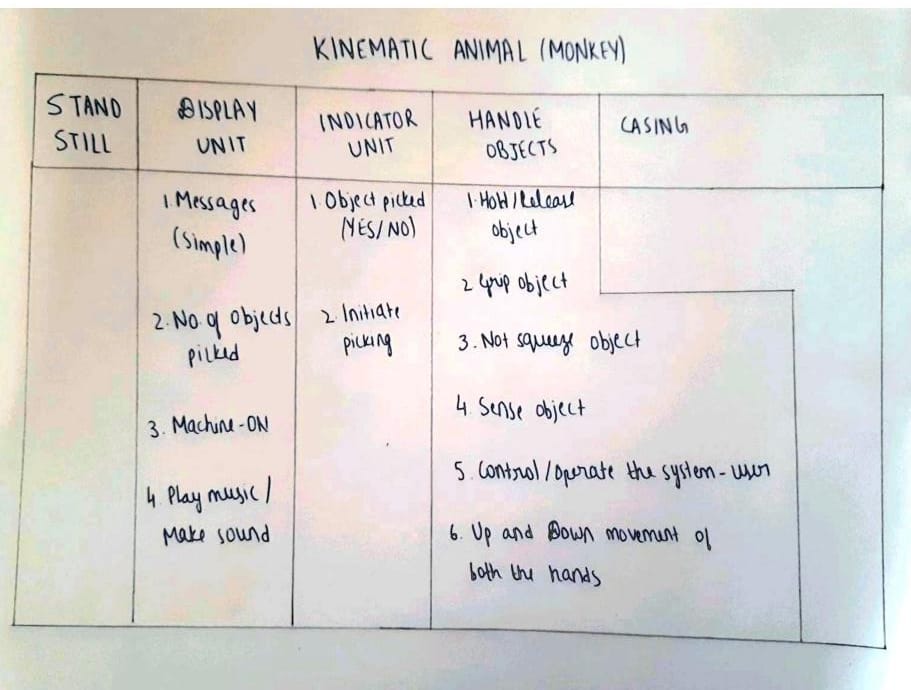 KINEMATIC ANIMAL (MONKEY)
STAND
STILL
DISPLAY
UNIT
INDICATOR
UNIT
HANDLE
OBJECTS
CASING
1. Messages
(Simple)
2. No. of Objects
picked
3. Machine-ON
4. Play music /
Make sound
1. Object picked
(YES/NO)
2. Initiate
picking
1. Hold/Release
object
2 Grip object
3. Not squeeze object
4. Sense object
5. Control / Operate the system - user
6. Up and Down movement of
both the hands